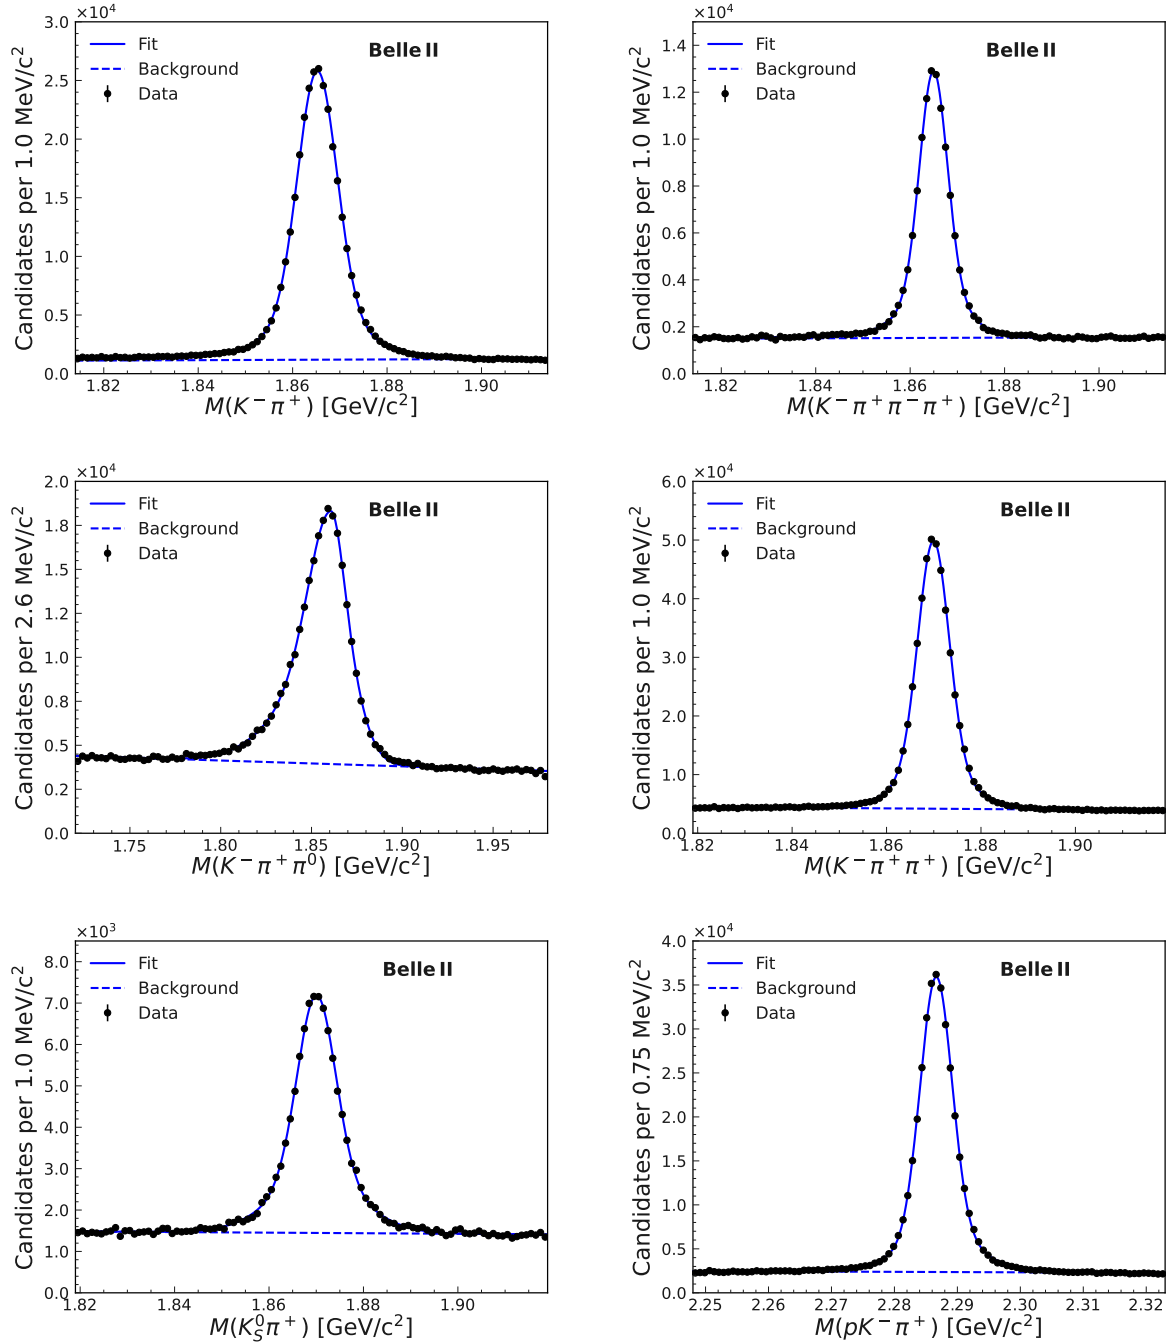 ×10⁴
Candidates per 1.0 MeV/c²
3.0
2.5
2.0
1.5
1.0
0.5
0.0
Fit
Background
Data
Belle II
1.82 1.84 1.86 1.88 1.90
M(K⁻π⁺) [GeV/c²]
×10⁴
Candidates per 1.0 MeV/c²
1.4
1.2
1.0
0.8
0.6
0.4
0.2
0.0
Fit
Background
Data
Belle II
1.82 1.84 1.86 1.88 1.90
M(K⁻π⁺π⁻π⁺) [GeV/c²]
×10⁴
Candidates per 2.6 MeV/c²
2.0
1.8
1.5
1.2
1.0
0.8
0.5
0.2
0.0
Fit
Background
Data
Belle II
1.75 1.80 1.85 1.90 1.95
M(K⁻π⁺π⁰) [GeV/c²]
×10⁴
Candidates per 1.0 MeV/c²
6.0
5.0
4.0
3.0
2.0
1.0
0.0
Fit
Background
Data
Belle II
1.82 1.84 1.86 1.88 1.90
M(K⁻π⁺π⁺) [GeV/c²]
×10³
Candidates per 1.0 MeV/c²
8.0
7.0
6.0
5.0
4.0
3.0
2.0
1.0
0.0
Fit
Background
Data
Belle II
1.82 1.84 1.86 1.88 1.90
M(K_S⁰π⁺) [GeV/c²]
×10⁴
Candidates per 0.75 MeV/c²
4.0
3.5
3.0
2.5
2.0
1.5
1.0
0.5
0.0
Fit
Background
Data
Belle II
2.25 2.26 2.27 2.28 2.29 2.30 2.31 2.32
M(pK⁻π⁺) [GeV/c²]